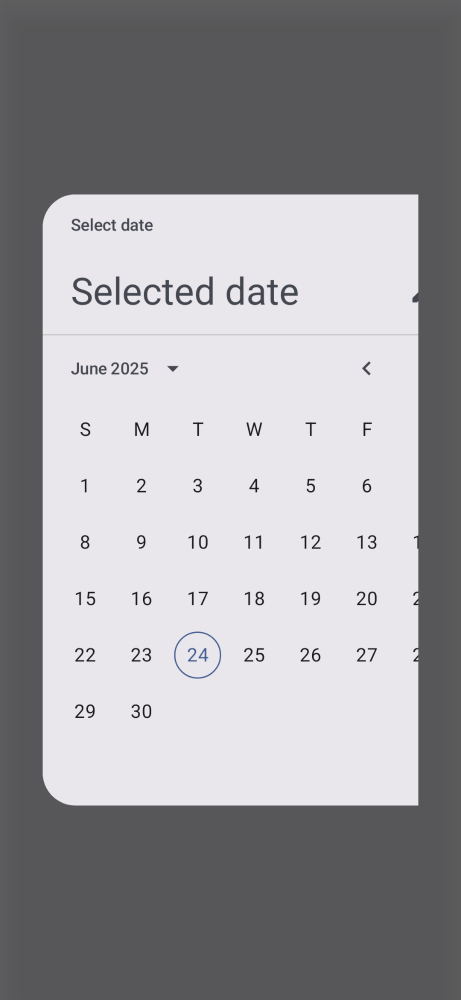 Select date
Selected date
June 2025
S M T W T F
1 2 3 4 5 6
8 9 10 11 12 13
15 16 17 18 19 20
22 23 24 25 26 27
29 30